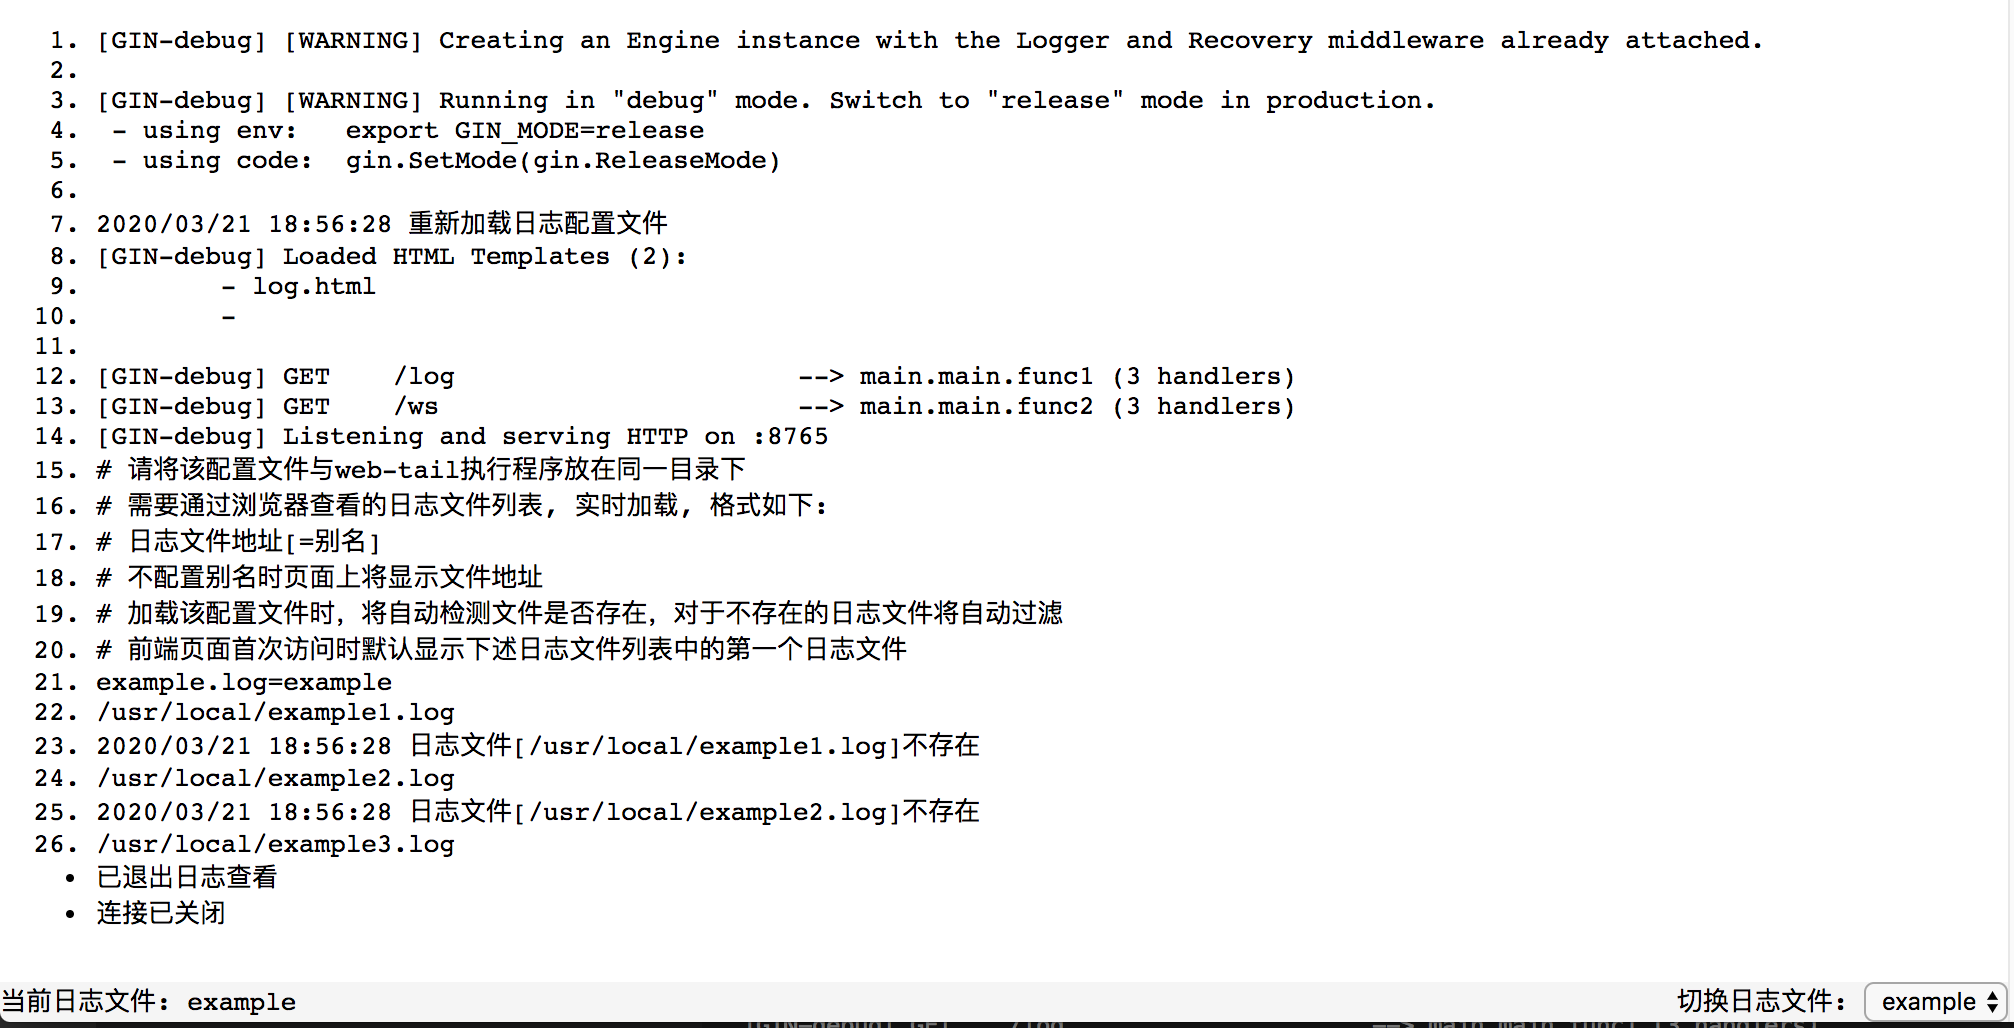 1. [GIN-debug] [WARNING] Creating an Engine instance with the Logger and Recovery middleware already attached.
2.
3. [GIN-debug] [WARNING] Running in "debug" mode. Switch to "release" mode in production.
4.  - using env:   export GIN_MODE=release
5.  - using code:  gin.SetMode(gin.ReleaseMode)
6.
7. 2020/03/21 18:56:28 重新加载日志配置文件
8. [GIN-debug] Loaded HTML Templates (2):
9.         - log.html
10.         -
11.
12. [GIN-debug] GET    /log                      --> main.main.func1 (3 handlers)
13. [GIN-debug] GET    /ws                       --> main.main.func2 (3 handlers)
14. [GIN-debug] Listening and serving HTTP on :8765
15. # 请将该配置文件与web-tail执行程序放在同一目录下
16. # 需要通过浏览器查看的日志文件列表, 实时加载, 格式如下:
17. # 日志文件地址[=别名]
18. # 不配置别名时页面上将显示文件地址
19. # 加载该配置文件时，将自动检测文件是否存在，对于不存在的日志文件将自动过滤
20. # 前端页面首次访问时默认显示下述日志文件列表中的第一个日志文件
21. example.log=example
22. /usr/local/example1.log
23. 2020/03/21 18:56:28 日志文件[/usr/local/example1.log]不存在
24. /usr/local/example2.log
25. 2020/03/21 18:56:28 日志文件[/usr/local/example2.log]不存在
26. /usr/local/example3.log
• 已退出日志查看
• 连接已关闭
当前日志文件: example 切换日志文件: example
[GIN-debug] GET    /log                      --> main.main.func1 (3 handlers)